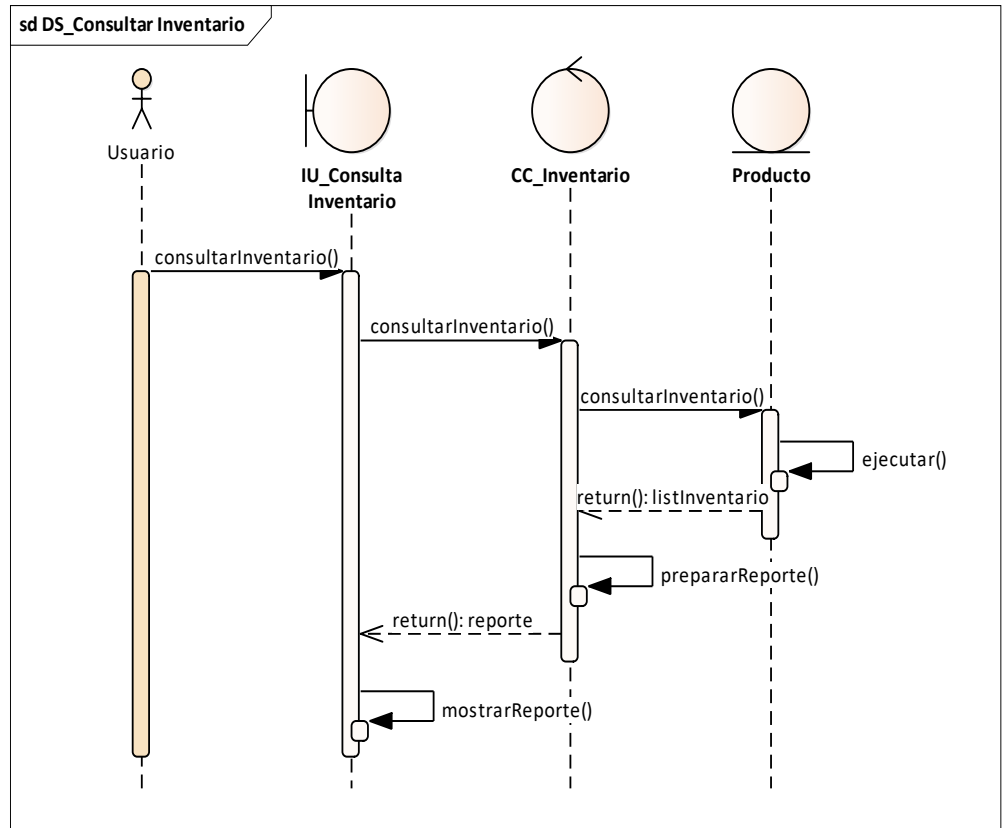 sd DS_Consultar Inventario
Usuario
IU_Consulta
Inventario
CC_Inventario
Producto
consultarInventario()
consultarInventario()
consultarInventario()
ejecutar()
return(): listInventario
prepararReporte()
return(): reporte
mostrarReporte()